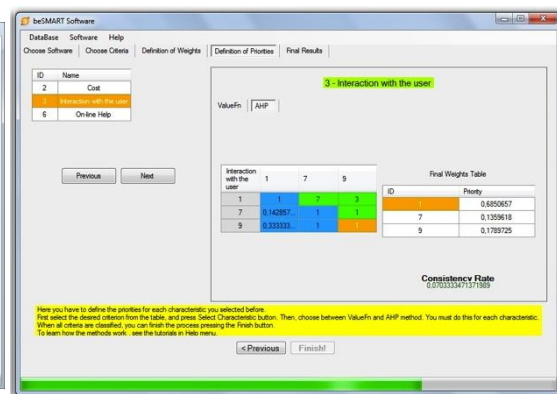 beSMART Software
DataBase Software Help
Choose Software Choose Criteria Definition of Weights Definition of Priorities Final Results
ID Name
2 Cost
3 Interaction with the user
6 On-line Help
Previous Next
3 - Interaction with the user
ValueFn AHP
Interaction with the user 1 7 9
1 1 7 3
7 0,142857... 1 1
9 0,333333... 1 1
Final Weights Table
ID Priority
1 0,6850657
7 0,1359618
9 0,1789725
Consistency Rate
0,0703333471371989
Here you have to define the priorities for each characteristic you selected before.
First select the desired criterion from the table, and press Select Characteristic button. Then, choose between ValueFn and AHP method. You must do this for each characteristic.
When all criteria are classified, you can finish the process pressing the Finish button.
To learn how the methods work , see the tutorials in Help menu.
< Previous Finish!